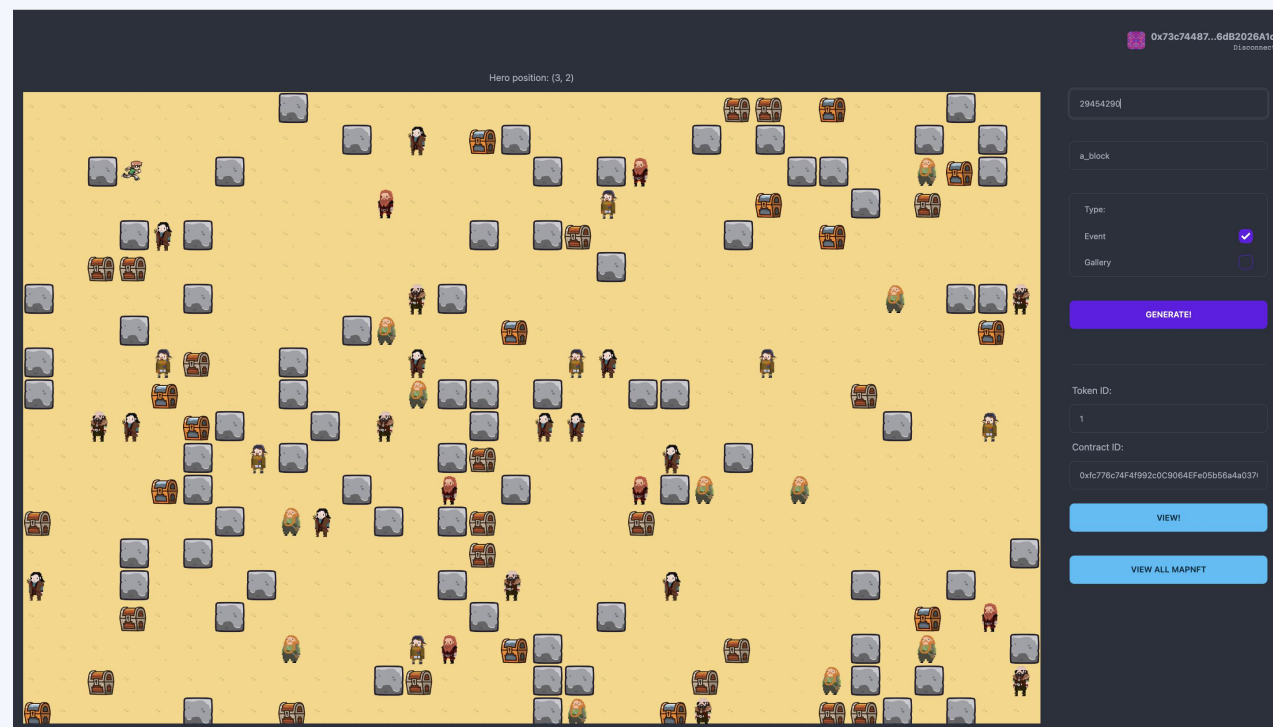 0x73c74487...6dB2026A1c
Disconnect
Hero position: (3, 2)
29454290
a_block
Type:
Event
Gallery
GENERATE!
Token ID:
1
Contract ID:
0xfc776c74F4f992c0C9064EFe05b56a4a037
VIEW!
VIEW ALL MAPNFT